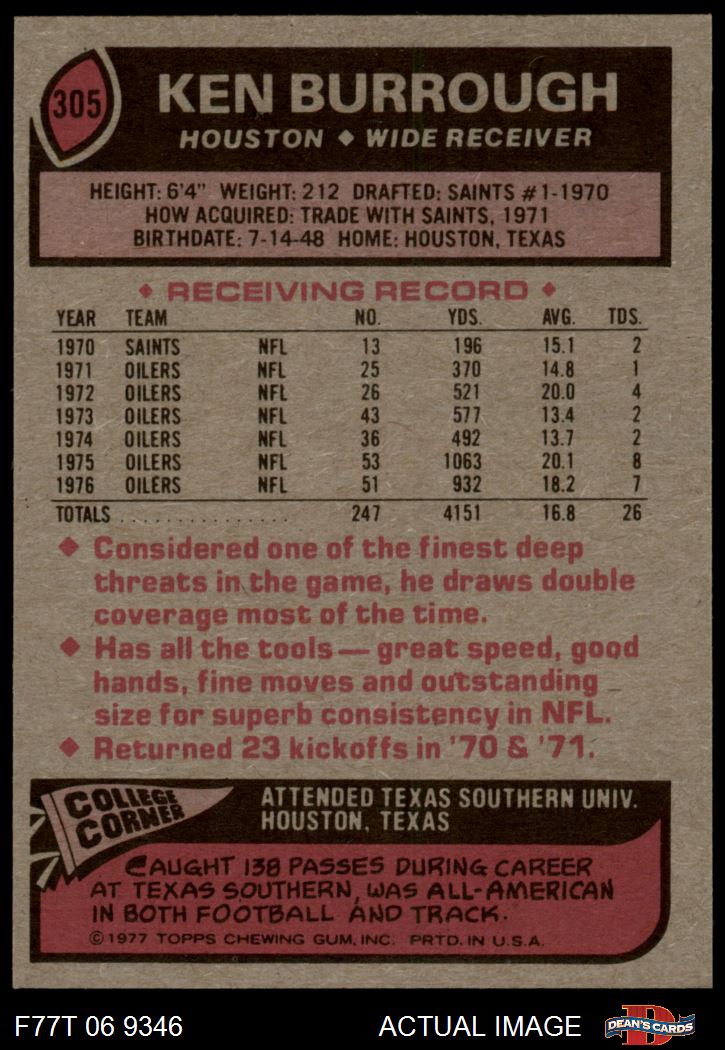 305
KEN BURROUGH
HOUSTON ◆ WIDE RECEIVER
HEIGHT: 6'4" WEIGHT: 212 DRAFTED: SAINTS #1-1970
HOW ACQUIRED: TRADE WITH SAINTS, 1971
BIRTHDATE: 7-14-48 HOME: HOUSTON, TEXAS
◆ RECEIVING RECORD ◆
YEAR TEAM NO. YDS. AVG. TDS.
1970 SAINTS NFL 13 196 15.1 2
1971 OILERS NFL 25 370 14.8 1
1972 OILERS NFL 26 521 20.0 4
1973 OILERS NFL 43 577 13.4 2
1974 OILERS NFL 36 492 13.7 2
1975 OILERS NFL 53 1063 20.1 8
1976 OILERS NFL 51 932 18.2 7
TOTALS . . . . . . . . . . . . . . . . 247 4151 16.8 26
◆ Considered one of the finest deep
threats in the game, he draws double
coverage most of the time.
◆ Has all the tools—great speed, good
hands, fine moves and outstanding
size for superb consistency in NFL.
◆ Returned 23 kickoffs in '70 & '71.
COLLEGE
CORNER
ATTENDED TEXAS SOUTHERN UNIV.
HOUSTON, TEXAS
CAUGHT 138 PASSES DURING CAREER
AT TEXAS SOUTHERN, WAS ALL-AMERICAN
IN BOTH FOOTBALL AND TRACK.
©1977 TOPPS CHEWING GUM, INC. PRTD. IN U.S.A.
F77T 06 9346 ACTUAL IMAGE
D
DEAN'S CARDS